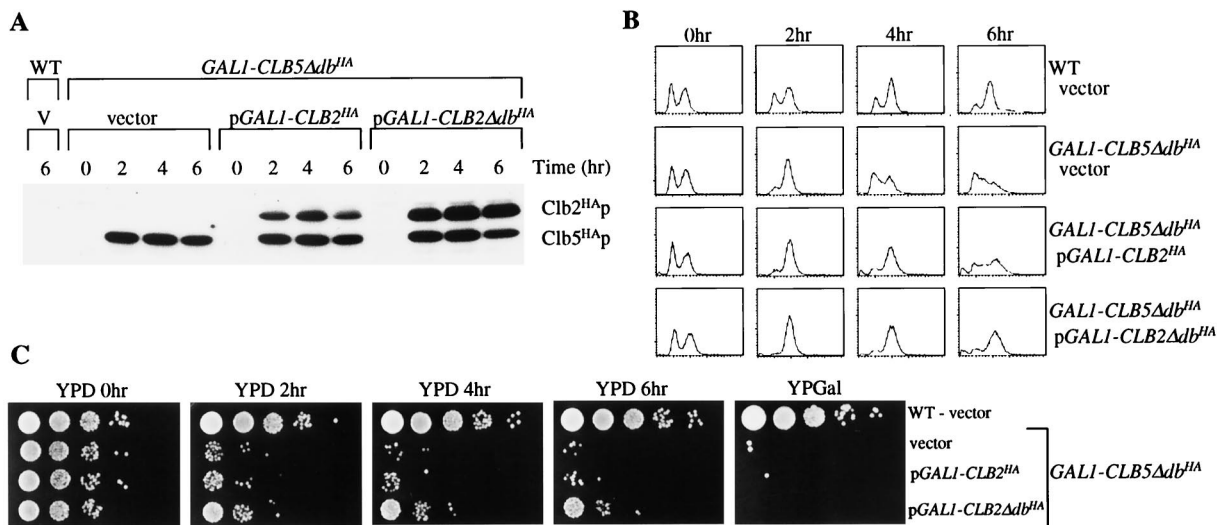 A
WT
GAL1-CLB5Δdb^HA
V
vector
pGAL1-CLB2^HA
pGAL1-CLB2Δdb^HA
6 0 2 4 6 0 2 4 6 0 2 4 6 Time (hr)
Clb2^HAp
Clb5^HAp
B
0hr 2hr 4hr 6hr
WT
vector
GAL1-CLB5Δdb^HA
vector
GAL1-CLB5Δdb^HA
pGAL1-CLB2^HA
GAL1-CLB5Δdb^HA
pGAL1-CLB2Δdb^HA
C
YPD 0hr YPD 2hr YPD 4hr YPD 6hr YPGal
WT - vector
vector
pGAL1-CLB2^HA
pGAL1-CLB2Δdb^HA
GAL1-CLB5Δdb^HA